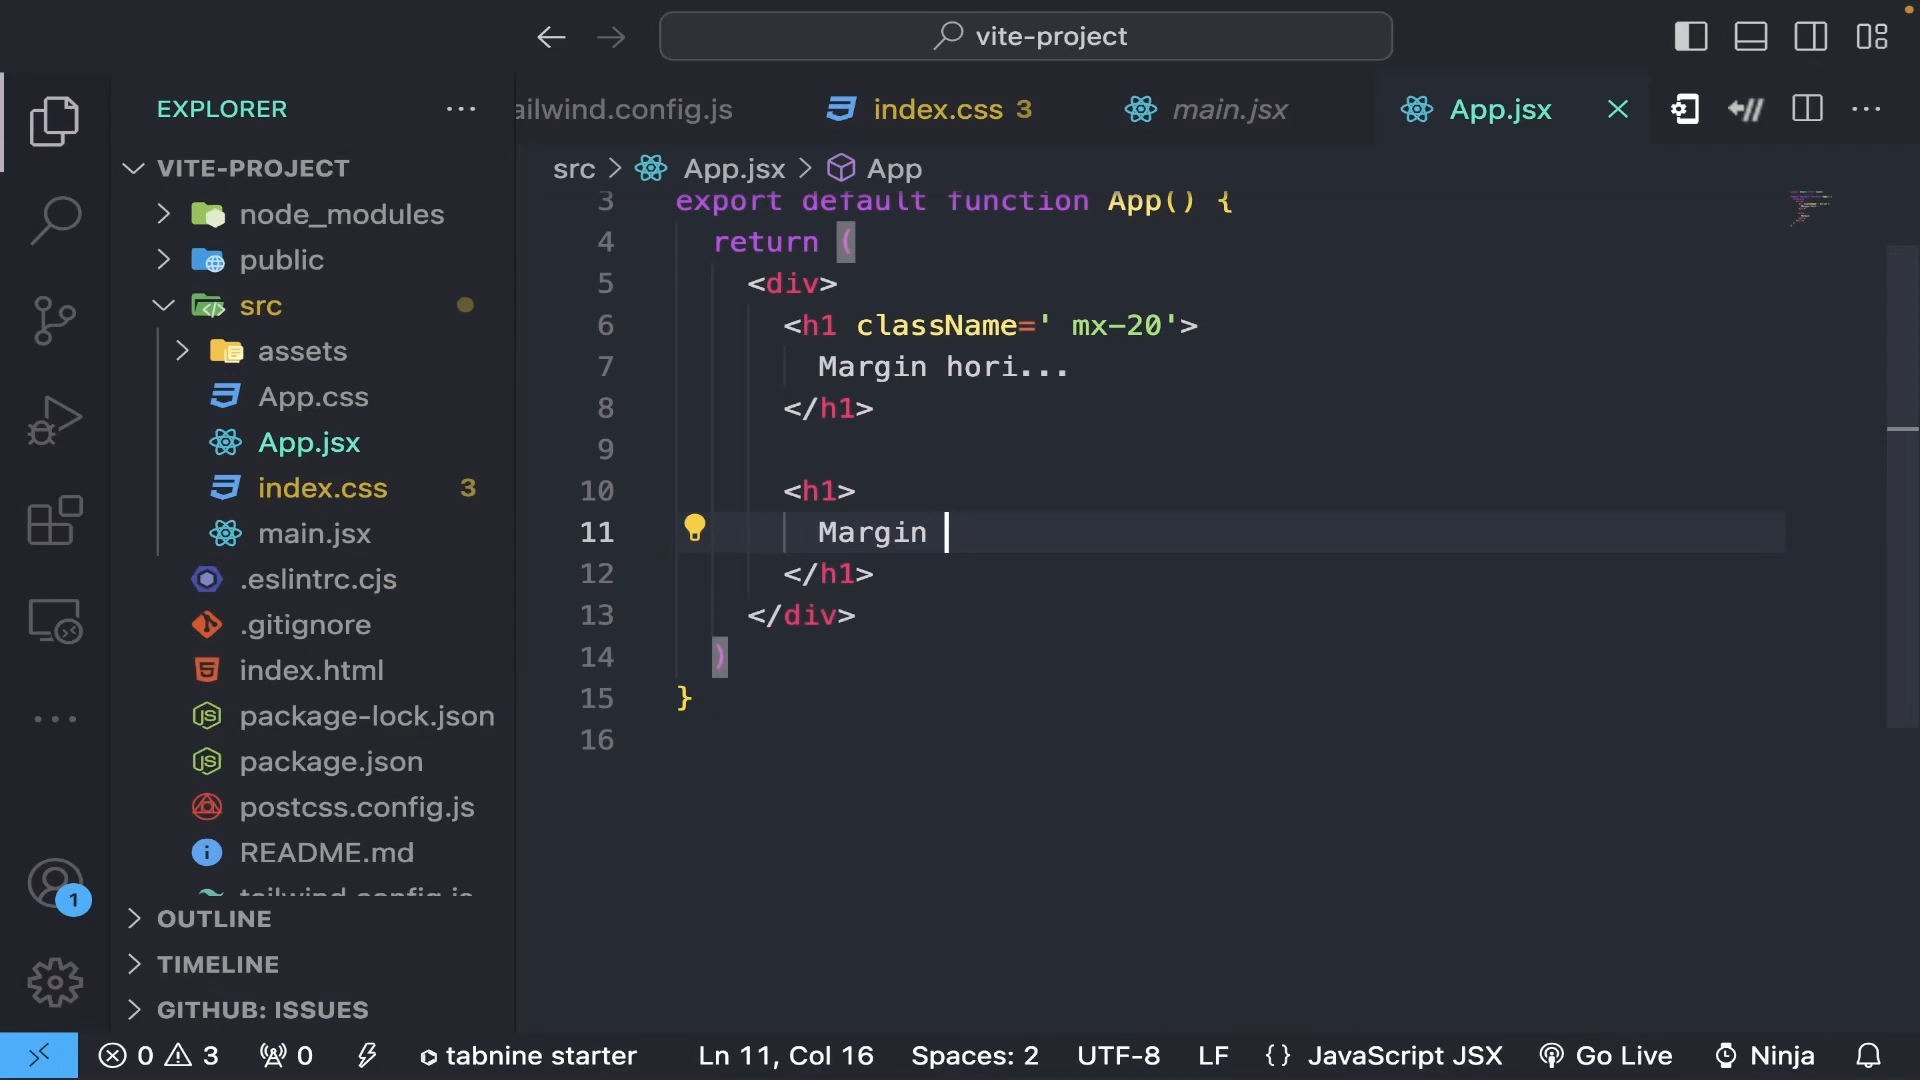 vite-project
EXPLORER
ailwind.config.js
index.css 3
main.jsx
App.jsx
VITE-PROJECT
node_modules
public
src
assets
App.css
App.jsx
index.css 3
main.jsx
.eslintrc.cjs
.gitignore
index.html
package-lock.json
package.json
postcss.config.js
README.md
tailwind.config.js
OUTLINE
TIMELINE
GITHUB: ISSUES
1
src > App.jsx > App
3 export default function App() {
4 return (
5 <div>
6 <h1 className=' mx-20'>
7 Margin hori...
8 </h1>
9
10 <h1>
11 Margin
12 </h1>
13 </div>
14 )
15 }
16
0 3 0 tabnine starter Ln 11, Col 16 Spaces: 2 UTF-8 LF {} JavaScript JSX Go Live Ninja